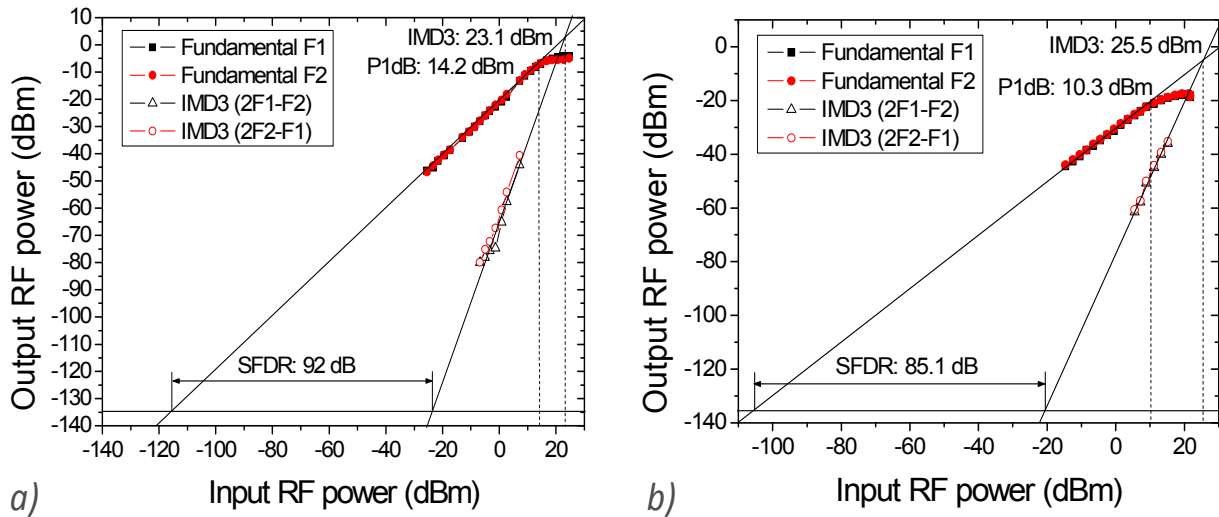 10
0
-10
-20
-30
-40
-50
-60
-70
-80
-90
-100
-110
-120
-130
-140
-140 -120 -100 -80 -60 -40 -20 0 20
Output RF power (dBm)
Input RF power (dBm)
Fundamental F1
Fundamental F2
IMD3 (2F1-F2)
IMD3 (2F2-F1)
IMD3: 23.1 dBm
P1dB: 14.2 dBm
SFDR: 92 dB
a)
0
-20
-40
-60
-80
-100
-120
-140
-100 -80 -60 -40 -20 0 20
Output RF power (dBm)
Input RF power (dBm)
Fundamental F1
Fundamental F2
IMD3 (2F1-F2)
IMD3 (2F2-F1)
IMD3: 25.5 dBm
P1dB: 10.3 dBm
SFDR: 85.1 dB
b)